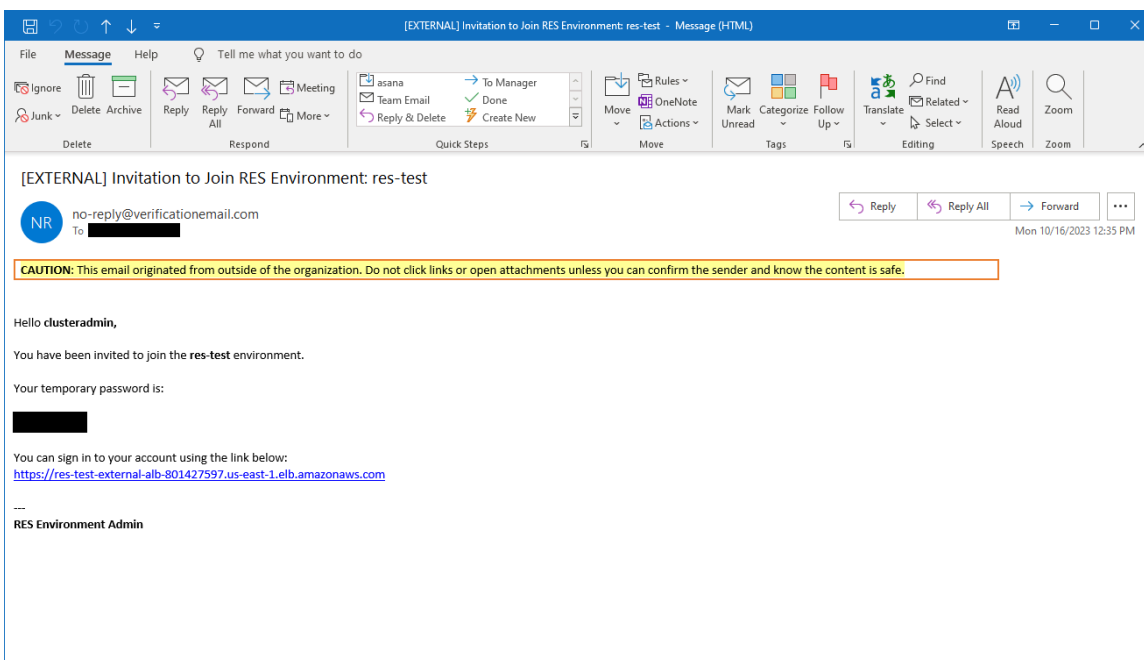 [EXTERNAL] Invitation to Join RES Environment: res-test - Message (HTML)
File Message Help Tell me what you want to do
Ignore
Junk
Delete
Archive
Reply
Reply All
Forward
Meeting
More
asana
To Manager
Team Email
Done
Reply & Delete
Create New
Move
Rules
OneNote
Actions
Mark Unread
Categorize
Follow Up
Translate
Find
Related
Select
Read Aloud
Zoom
Delete Respond Quick Steps Move Tags Editing Speech Zoom
[EXTERNAL] Invitation to Join RES Environment: res-test
NR
no-reply@verificationemail.com
To
Reply Reply All Forward
Mon 10/16/2023 12:35 PM
CAUTION: This email originated from outside of the organization. Do not click links or open attachments unless you can confirm the sender and know the content is safe.
Hello clusteradmin,
You have been invited to join the res-test environment.
Your temporary password is:
You can sign in to your account using the link below:
https://res-test-external-alb-801427597.us-east-1.elb.amazonaws.com
---
RES Environment Admin